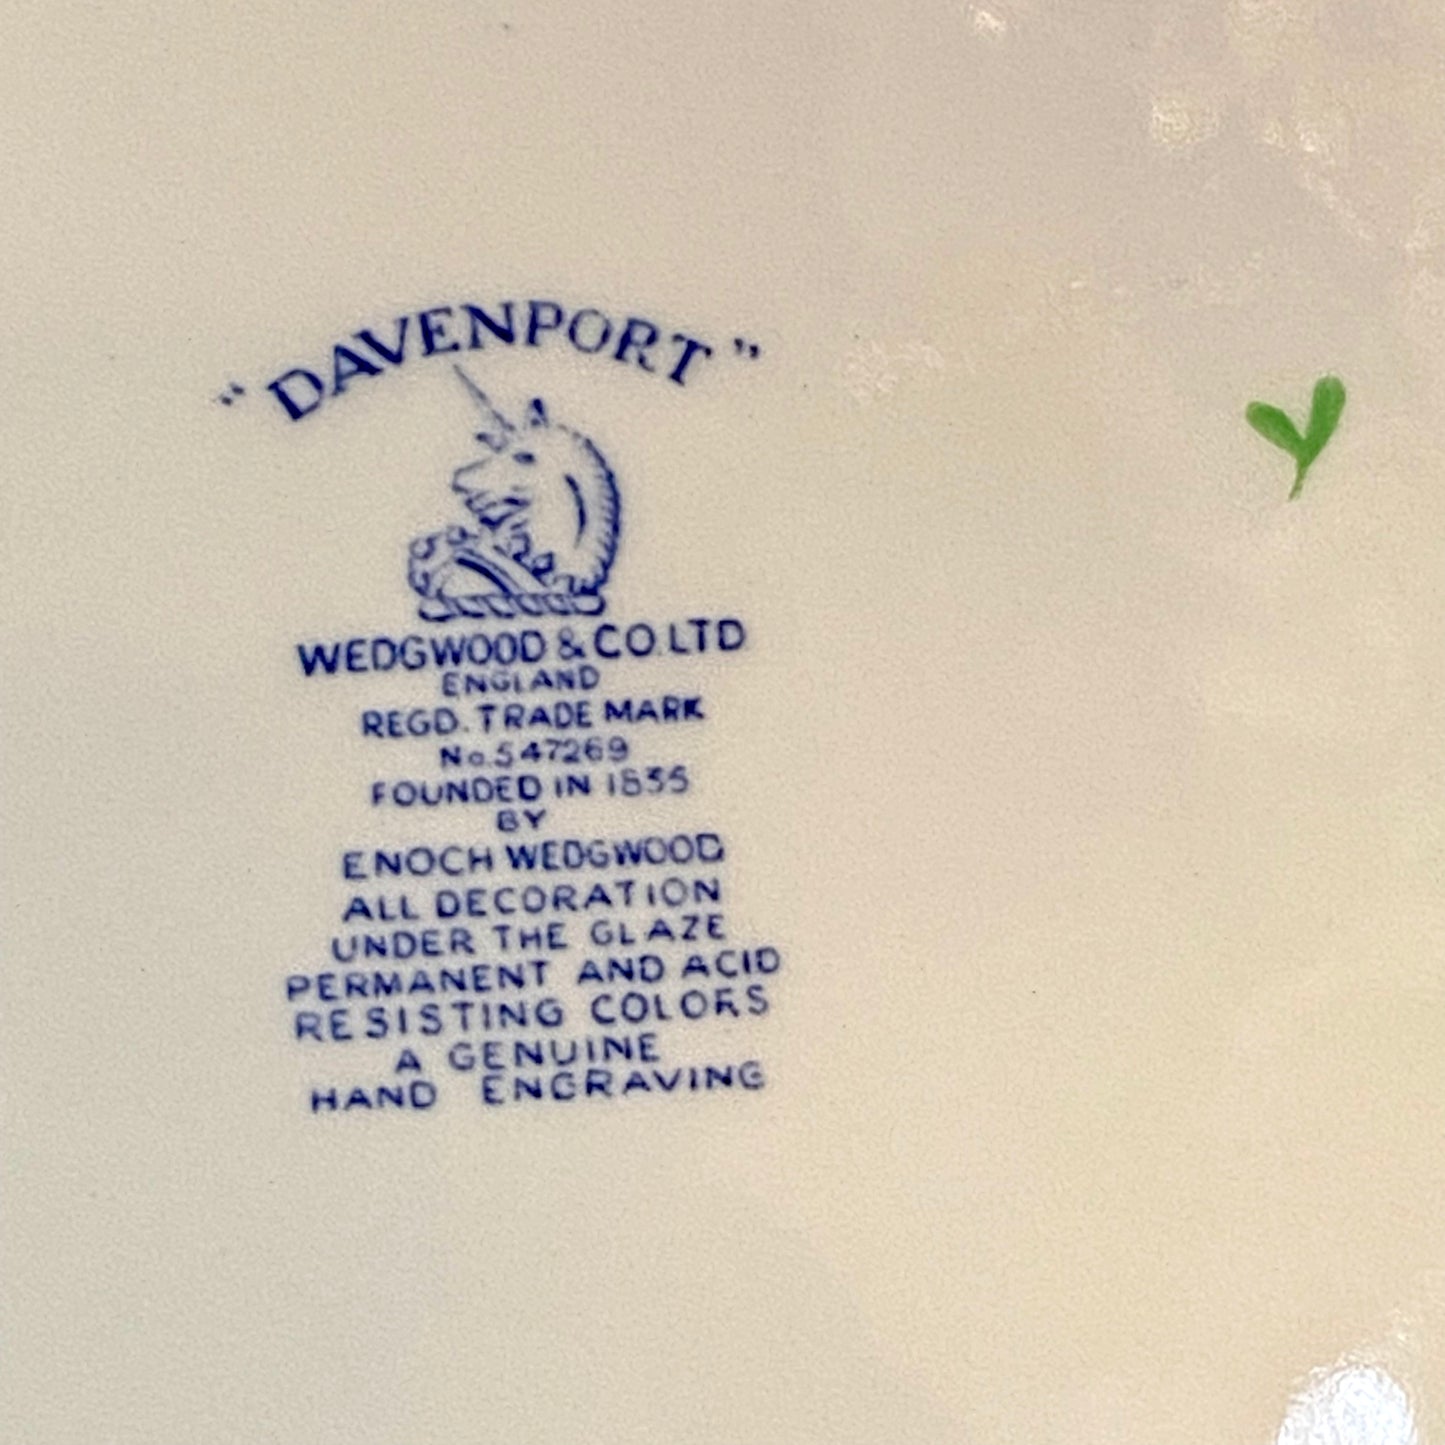 "DAVENPORT"
WEDGWOOD & CO. LTD
ENGLAND
REGD. TRADE MARK
No. 547269
FOUNDED IN 1835
BY
ENOCH WEDGWOOD
ALL DECORATION
UNDER THE GLAZE
PERMANENT AND ACID
RESISTING COLORS
A GENUINE
HAND ENGRAVING